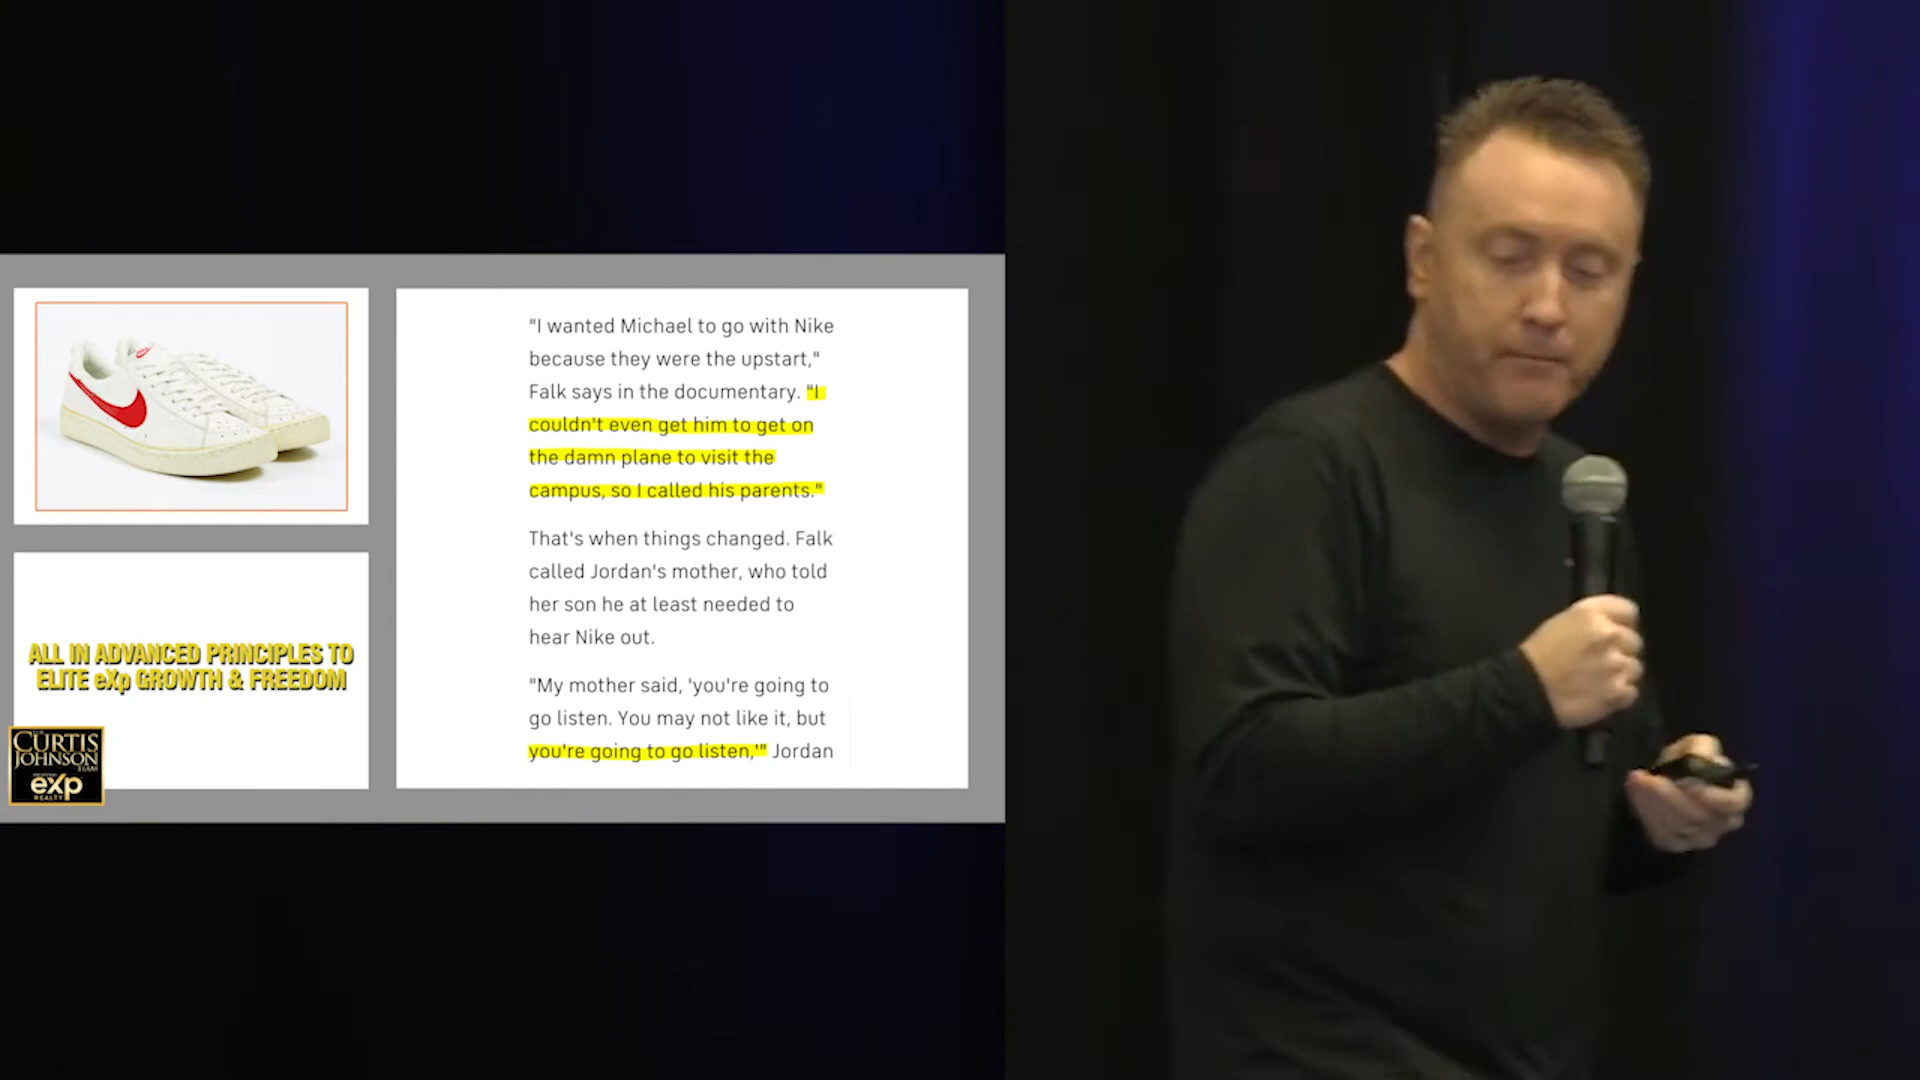 "I wanted Michael to go with Nike
because they were the upstart,"
Falk says in the documentary. "I
couldn't even get him to get on
the damn plane to visit the
campus, so I called his parents."
That's when things changed. Falk
called Jordan's mother, who told
her son he at least needed to
hear Nike out.
"My mother said, 'you're going to
go listen. You may not like it, but
you're going to go listen,'" Jordan
ALL IN ADVANCED PRINCIPLES TO
ELITE eXp GROWTH & FREEDOM
CURTIS
JOHNSON
TEAM
eXp
REALTY